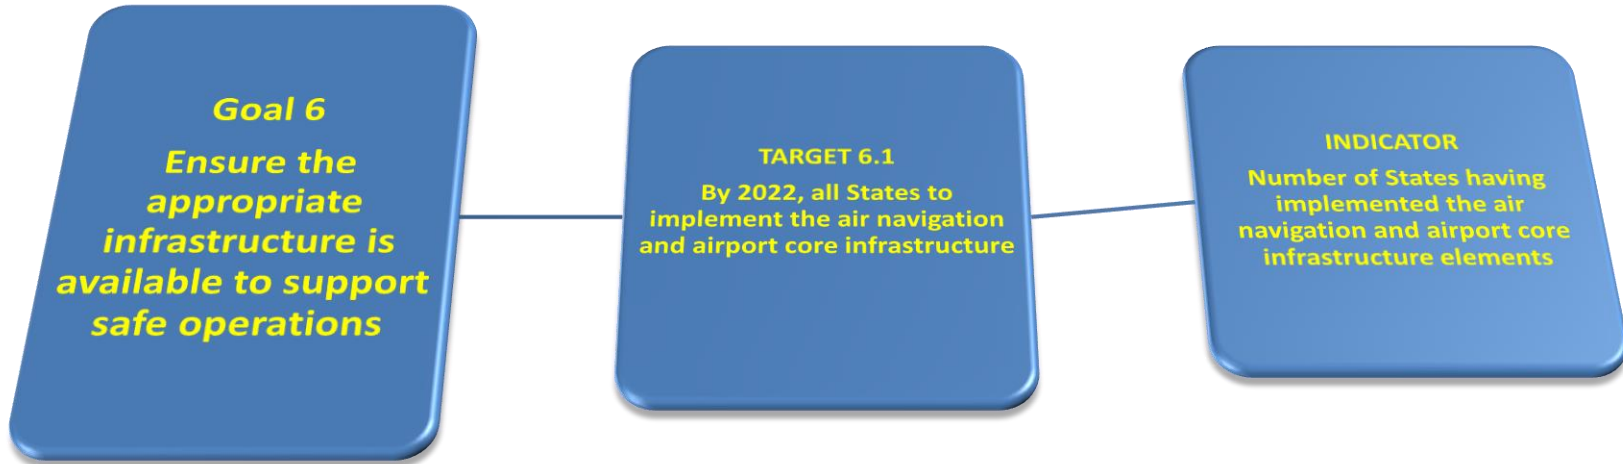 Goal 6
Ensure the
appropriate
infrastructure is
available to support
safe operations
TARGET 6.1
By 2022, all States to
implement the air navigation
and airport core infrastructure
INDICATOR
Number of States having
implemented the air
navigation and airport core
infrastructure elements